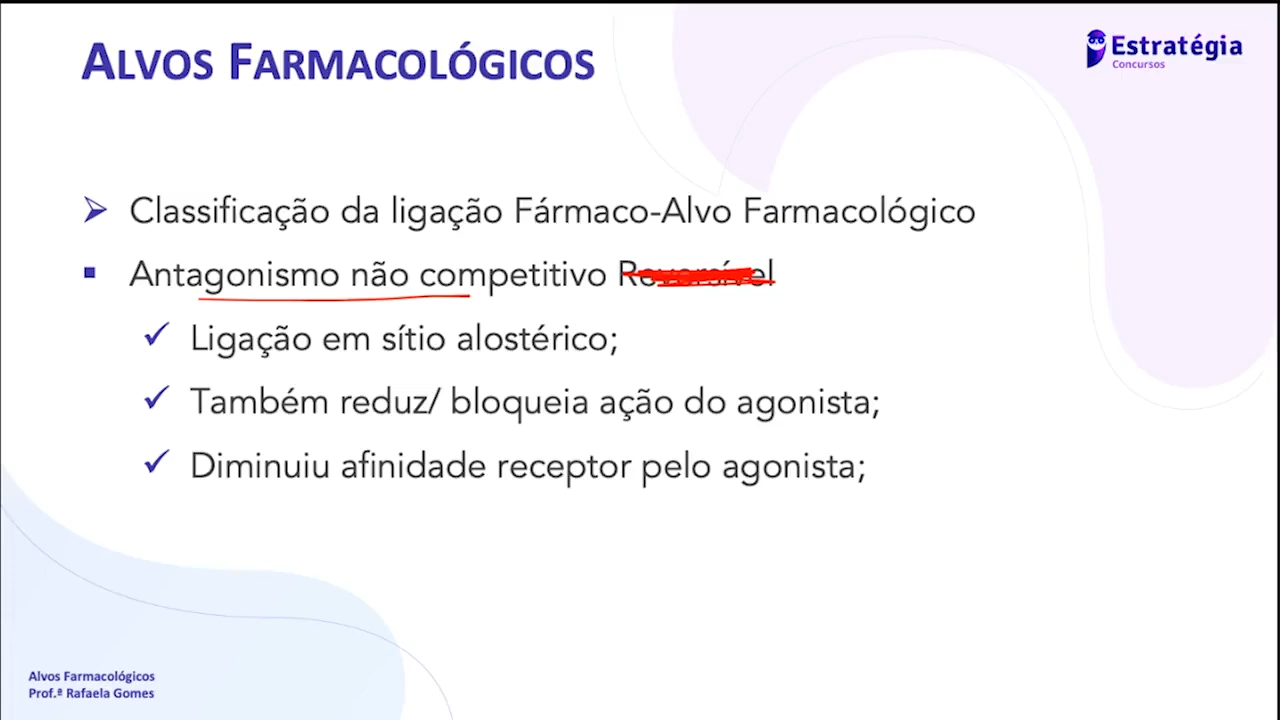 ALVOS FARMACOLÓGICOS
Estratégia
Concursos
Classificação da ligação Fármaco-Alvo Farmacológico
Antagonismo não competitivo Reversível
Ligação em sítio alostérico;
Também reduz/ bloqueia ação do agonista;
Diminuiu afinidade receptor pelo agonista;
Alvos Farmacológicos
Prof.ª Rafaela Gomes